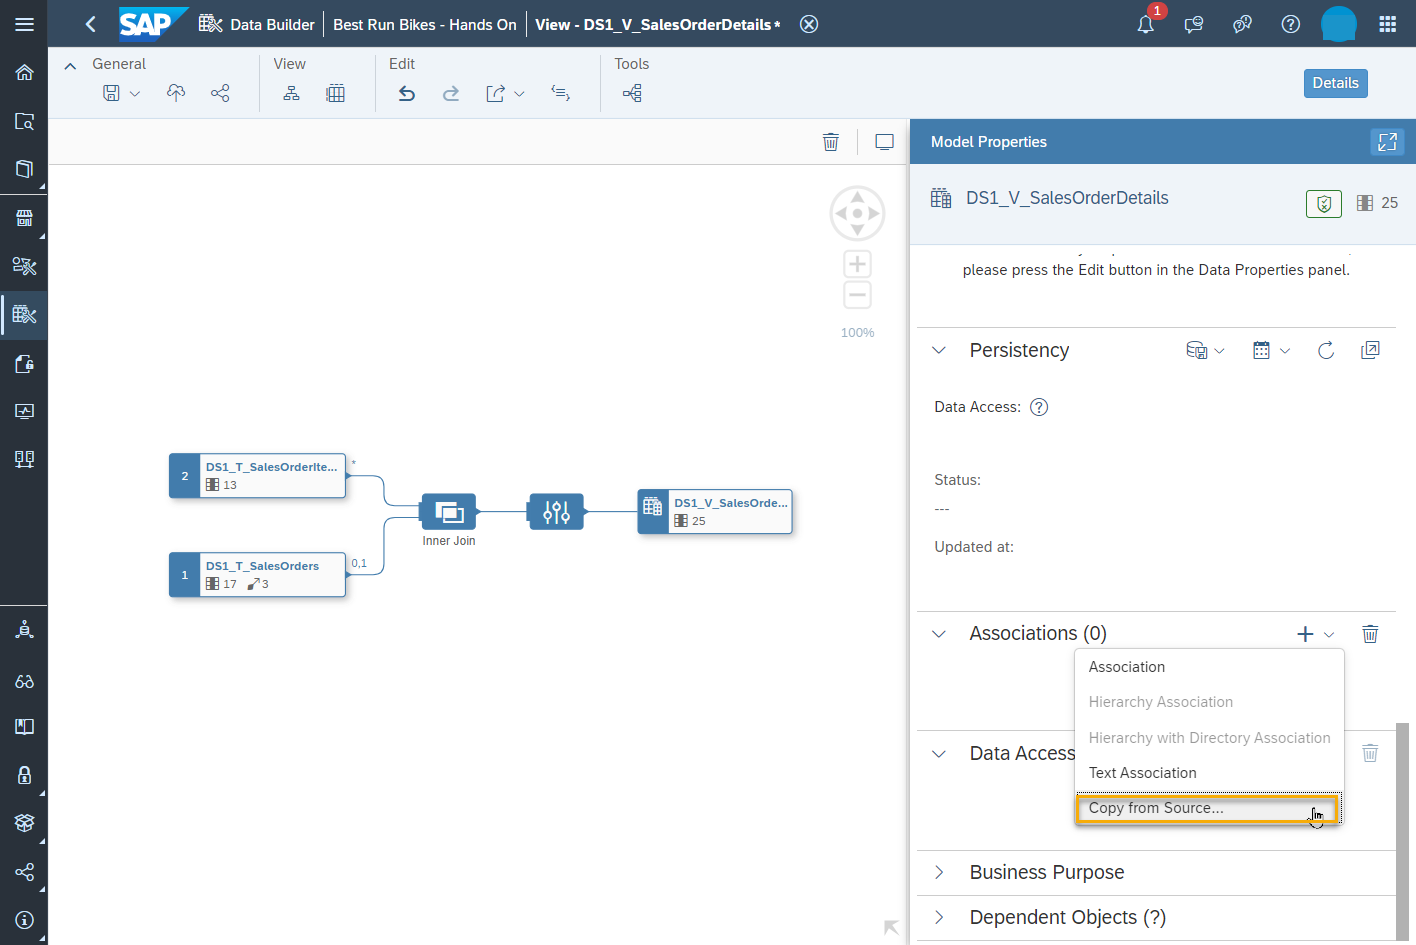 SAP
Data Builder
Best Run Bikes - Hands On
View - DS1_V_SalesOrderDetails *
1
General
View
Edit
Tools
Details
Model Properties
DS1_V_SalesOrderDetails
25
please press the Edit button in the Data Properties panel.
100%
Persistency
Data Access:
Status:
---
Updated at:
2
DS1_T_SalesOrderIte...
13
*
1
DS1_T_SalesOrders
17
3
0,1
Inner Join
DS1_V_SalesOrde...
25
Associations (0)
Association
Hierarchy Association
Hierarchy with Directory Association
Text Association
Copy from Source...
Data Access
Business Purpose
Dependent Objects (?)